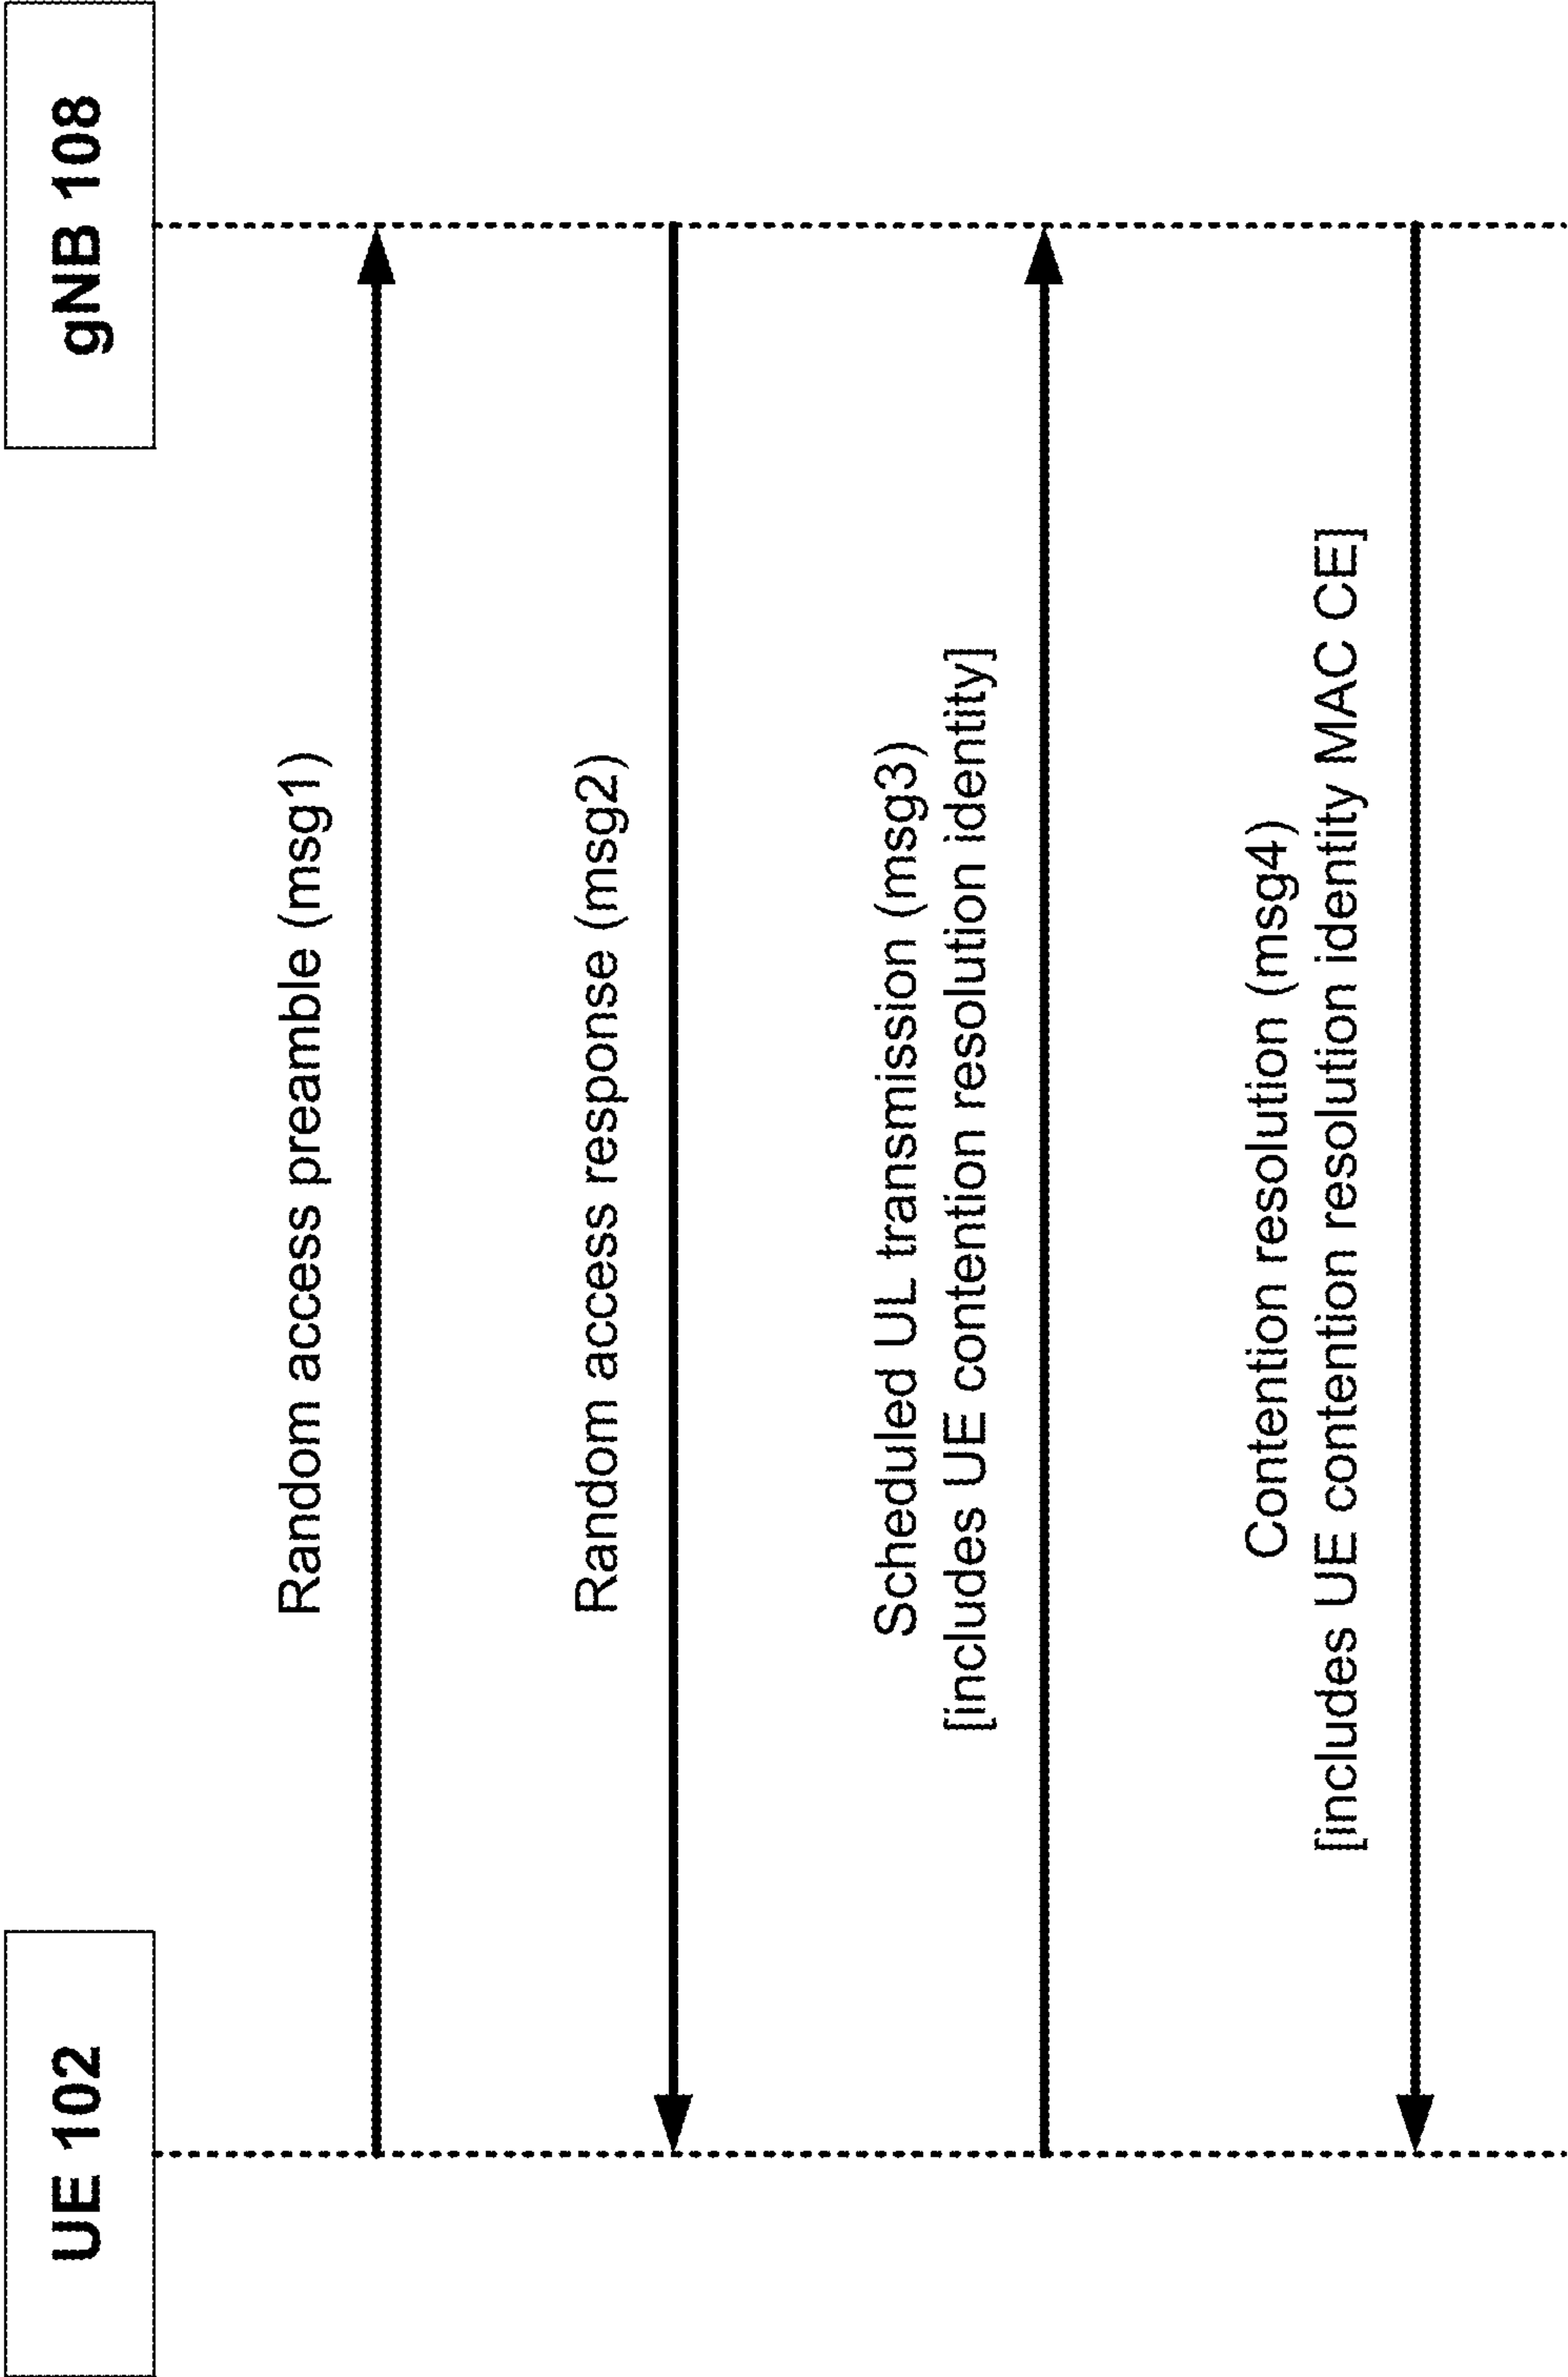 UE 102
gNB 108
Random access preamble (msg1)
Random access response (msg2)
Scheduled UL transmission (msg3)
[includes UE contention resolution identity]
Contention resolution (msg4)
[includes UE contention resolution identity MAC CE]